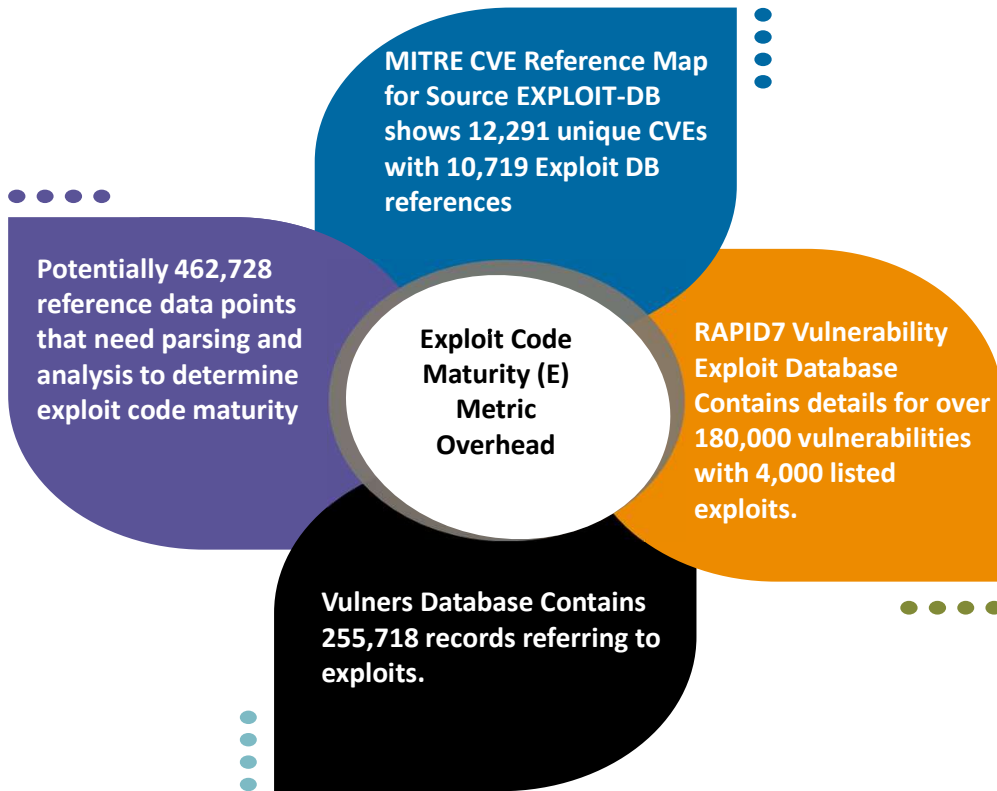 MITRE CVE Reference Map
for Source EXPLOIT-DB
shows 12,291 unique CVEs
with 10,719 Exploit DB
references
Potentially 462,728
reference data points
that need parsing and
analysis to determine
exploit code maturity
Exploit Code
Maturity (E)
Metric
Overhead
RAPID7 Vulnerability
Exploit Database
Contains details for over
180,000 vulnerabilities
with 4,000 listed
exploits.
Vulners Database Contains
255,718 records referring to
exploits.